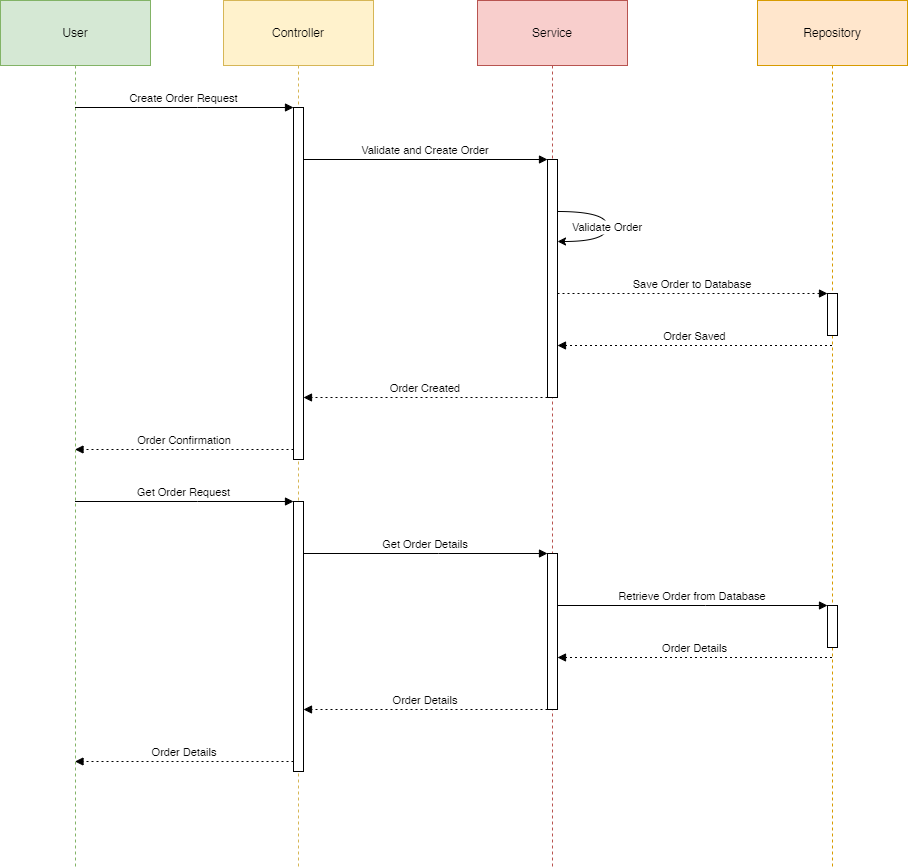 User
Controller
Service
Repository
Create Order Request
Validate and Create Order
Validate Order
Save Order to Database
Order Saved
Order Created
Order Confirmation
Get Order Request
Get Order Details
Retrieve Order from Database
Order Details
Order Details
Order Details